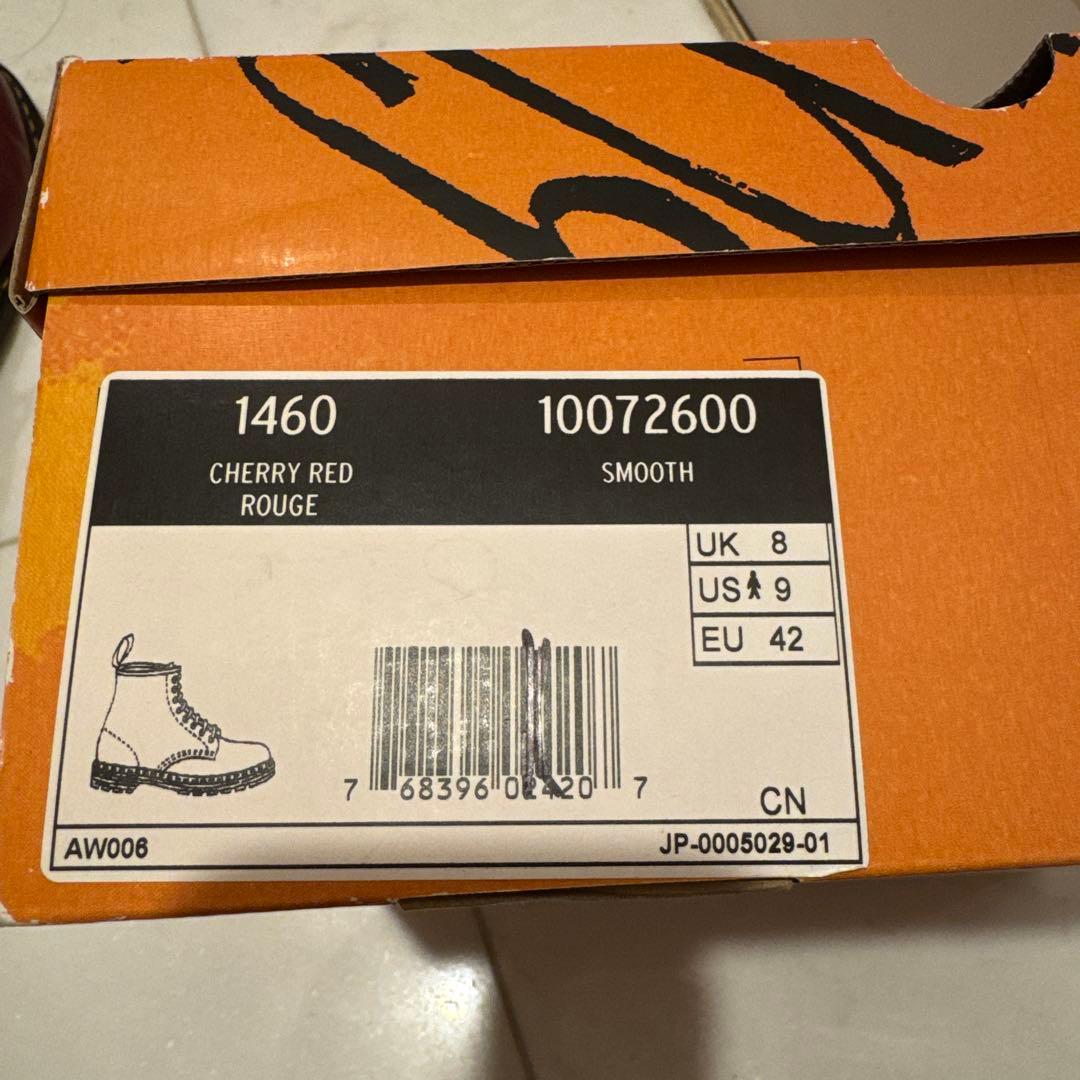 1460
10072600
CHERRY RED
ROUGE
SMOOTH
UK 8
US 9
EU 42
7 68396 02420 7
CN
AW006
JP-0005029-01